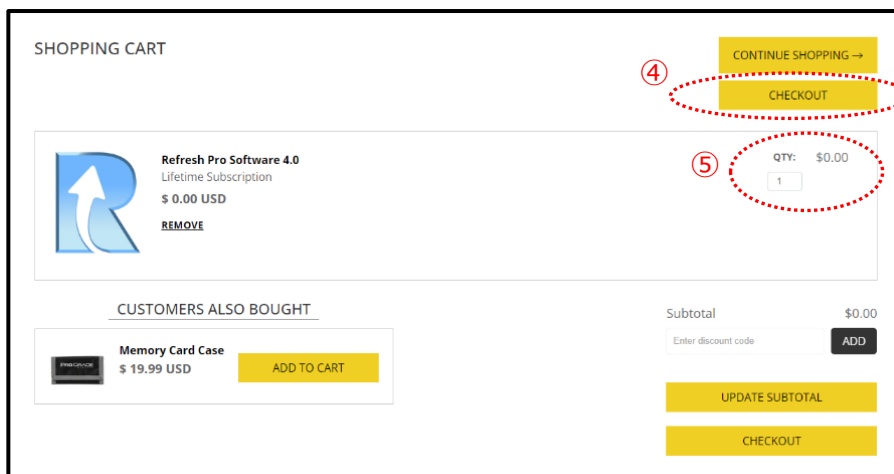 SHOPPING CART
CONTINUE SHOPPING →
④
CHECKOUT
Refresh Pro Software 4.0
Lifetime Subscription
$ 0.00 USD
REMOVE
⑤
QTY: $0.00
1
CUSTOMERS ALSO BOUGHT
PROGRADE
Memory Card Case
$ 19.99 USD
ADD TO CART
Subtotal $0.00
Enter discount code ADD
UPDATE SUBTOTAL
CHECKOUT